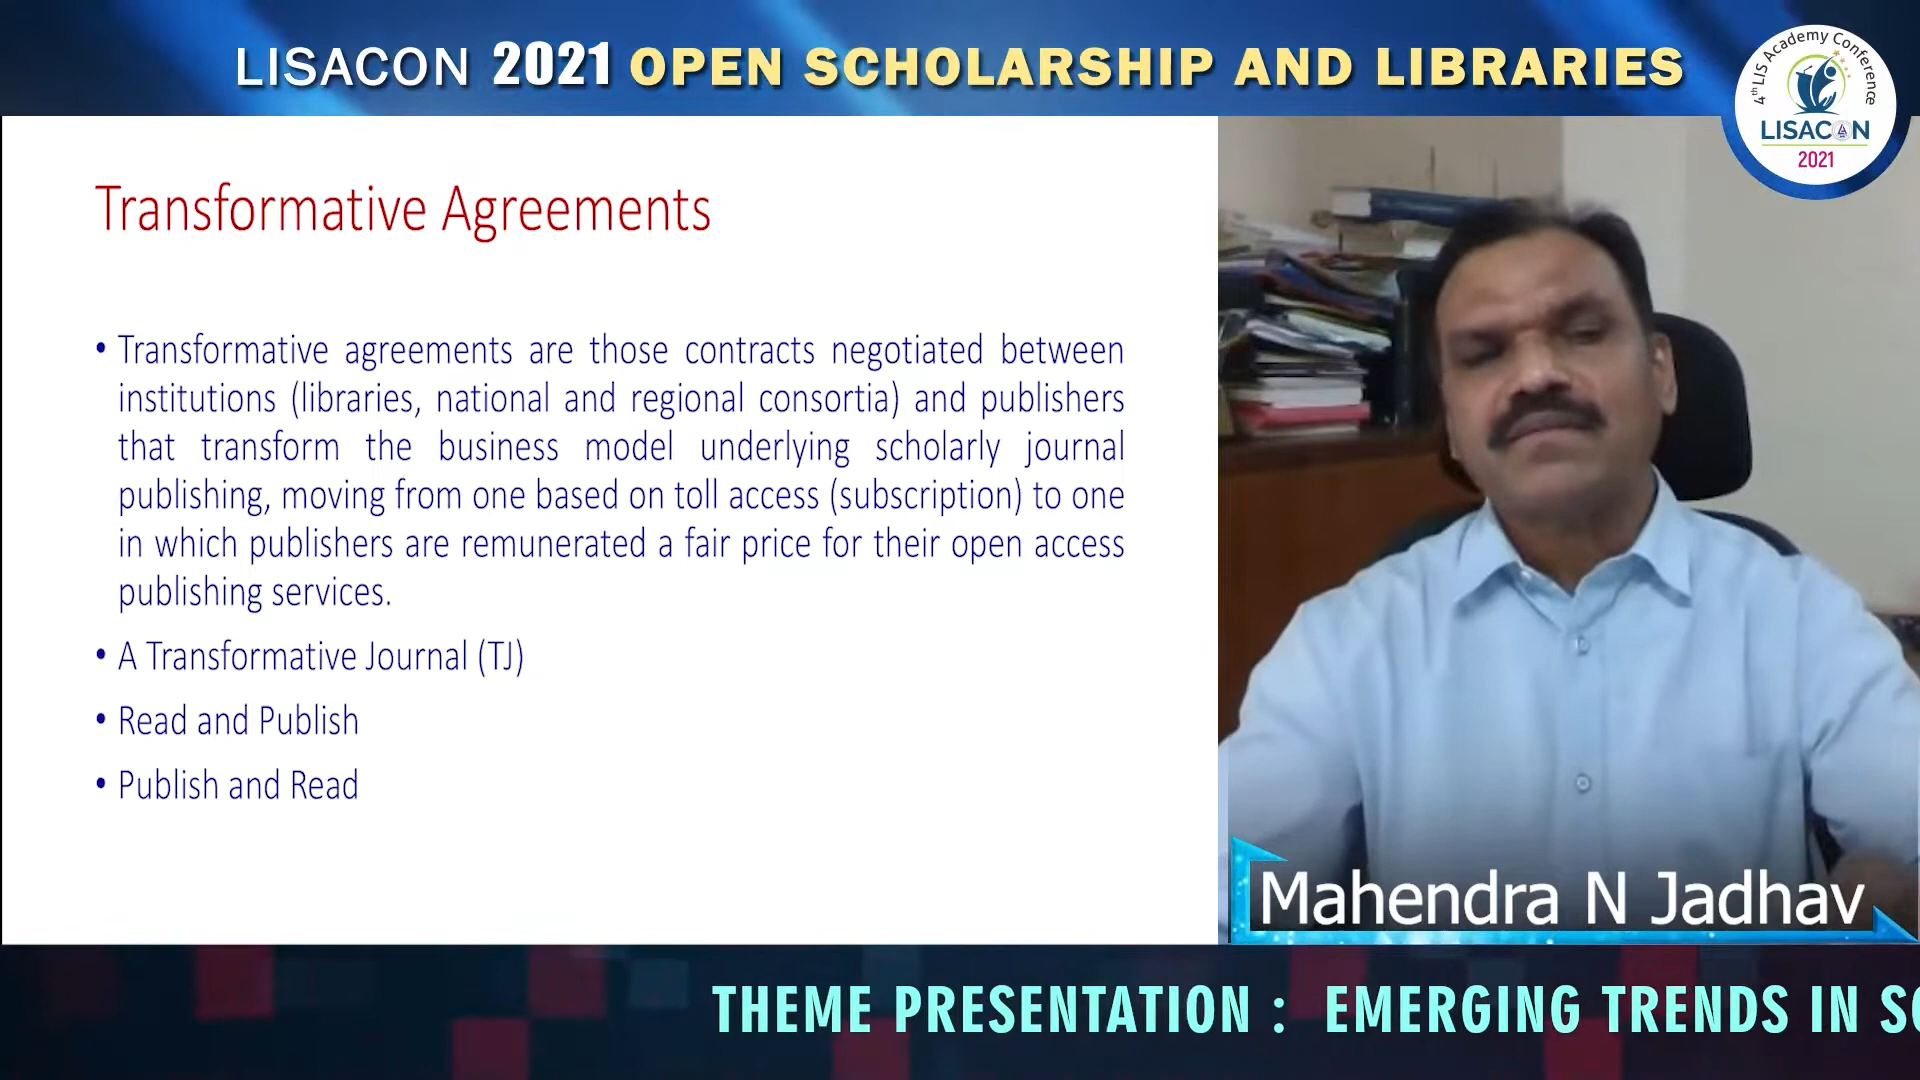 LISACON 2021 OPEN SCHOLARSHIP AND LIBRARIES
4th LIS Academy Conference
LISACON
2021
Transformative Agreements
• Transformative agreements are those contracts negotiated between
institutions (libraries, national and regional consortia) and publishers
that transform the business model underlying scholarly journal
publishing, moving from one based on toll access (subscription) to one
in which publishers are remunerated a fair price for their open access
publishing services.
• A Transformative Journal (TJ)
• Read and Publish
• Publish and Read
Mahendra N Jadhav
THEME PRESENTATION : EMERGING TRENDS IN SC